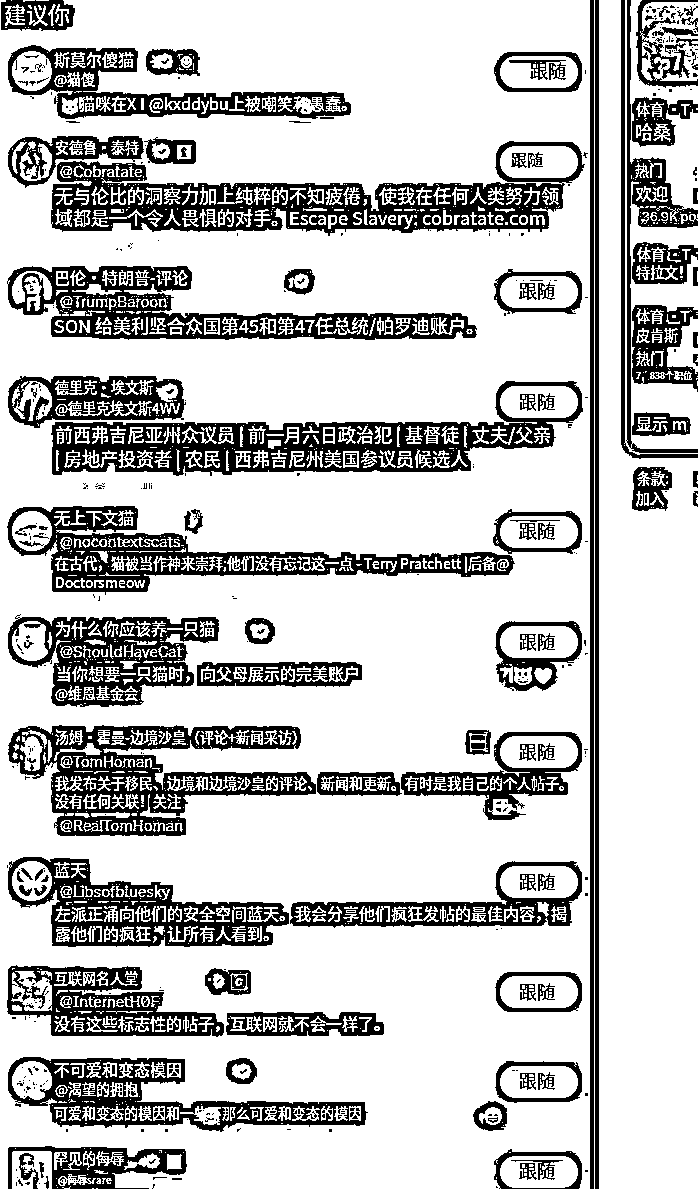 建议你
斯莫尔傻猫
@猫傻
跟随
猫咪在X I @kxddybu上被嘲笑和愚蠢。
安德鲁·泰特
@Cobratate
跟随
无与伦比的洞察力加上纯粹的不知疲倦，使我在任何人类努力领
域都是一个令人畏惧的对手。Escape Slavery: cobratate.com
巴伦·特朗普-评论
@TrumpBaroon
跟随
SON 给美利坚合众国第45和第47任总统/帕罗迪账户。
德里克·埃文斯
@德里克埃文斯4WV
跟随
前西弗吉尼亚州众议员 | 前一月六日政治犯 | 基督徒 | 丈夫/父亲
| 房地产投资者 | 农民 | 西弗吉尼州美国参议员候选人
无上下文猫
@nocontextscats
跟随
在古代，猫被当作神来崇拜,他们没有忘记这一点 - Terry Pratchett |后备@
Doctorsmeow
为什么你应该养一只猫
@ShouldHaveCat
跟随
当你想要一只猫时，向父母展示的完美账户
@维恩基金会
汤姆·霍曼-边境沙皇（评论+新闻采访）
@TomHoman_
跟随
我发布关于移民、边境和边境沙皇的评论、新闻和更新。有时是我自己的个人帖子。
没有任何关联！关注
@RealTomHoman
蓝天
@Libsofbluesky
跟随
左派正涌向他们的安全空间蓝天。我会分享他们疯狂发帖的最佳内容，揭
露他们的疯狂，让所有人看到。
互联网名人堂
@InternetH0F
跟随
没有这些标志性的帖子，互联网就不会一样了。
不可爱和变态模因
@渴望的拥抱
跟随
可爱和变态的模因和一些 那么可爱和变态的模因
罕见的侮辱
@侮辱srare
跟随
体育 · T
哈桑
热门
欢迎
36.9K pos
体育 · T
特拉文！
体育 · T
皮肯斯
热门
838个职位
显示 m
条款
加入